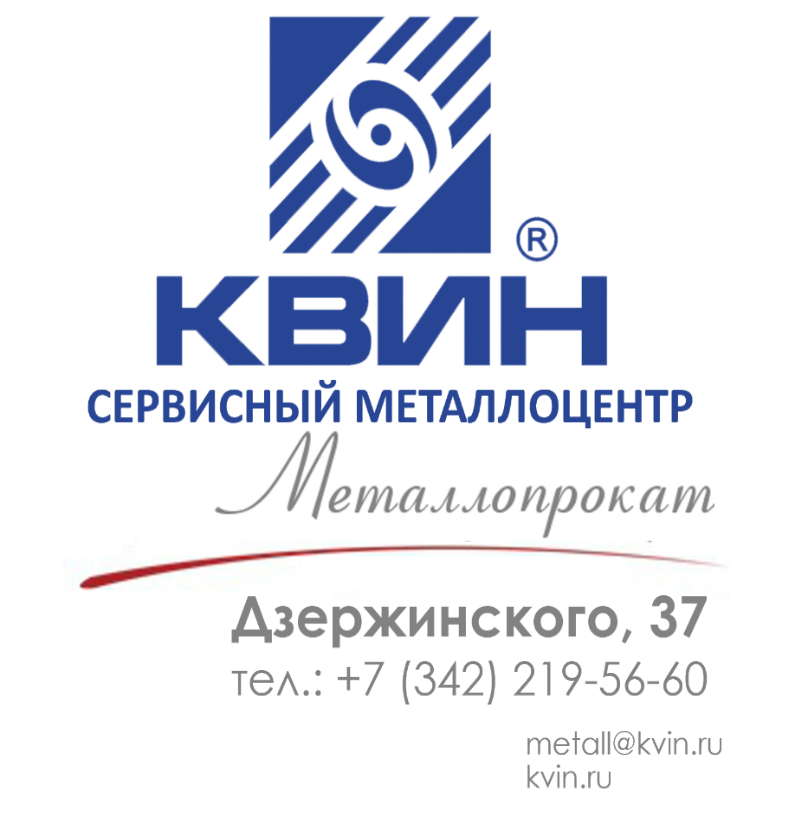 ®
КВИН
СЕРВИСНЫЙ МЕТАЛЛОЦЕНТР
Металлопрокат
Дзержинского, 37
тел.: +7 (342) 219-56-60
metall@kvin.ru
kvin.ru